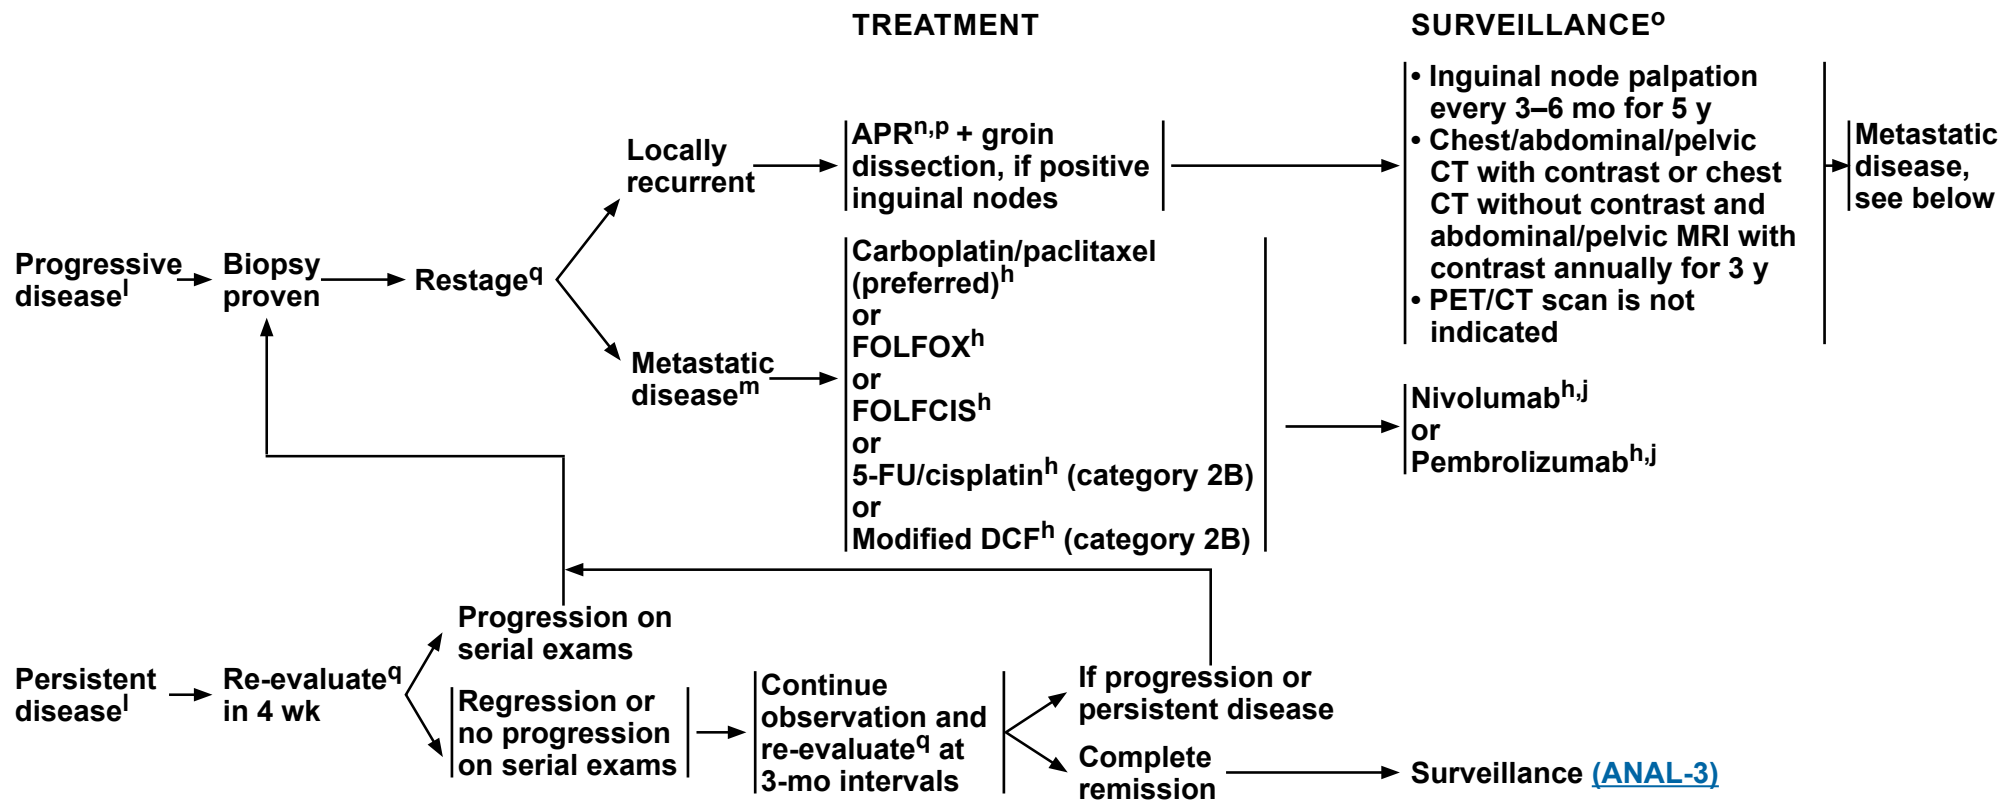 TREATMENT
SURVEILLANCEᵒ
Progressive
diseaseˡ
Biopsy
proven
Restage^q
Locally
recurrent
APRⁿ,ᵖ + groin
dissection, if positive
inguinal nodes
• Inguinal node palpation
every 3–6 mo for 5 y
• Chest/abdominal/pelvic
CT with contrast or chest
CT without contrast and
abdominal/pelvic MRI with
contrast annually for 3 y
• PET/CT scan is not
indicated
Metastatic
disease,
see below
Metastatic
diseaseᵐ
Carboplatin/paclitaxel
(preferred)ʰ
or
FOLFOXʰ
or
FOLFCISʰ
or
5-FU/cisplatinʰ (category 2B)
or
Modified DCFʰ (category 2B)
Nivolumabʰ,ʲ
or
Pembrolizumabʰ,ʲ
Persistent
diseaseˡ
Re-evaluate^q
in 4 wk
Progression on
serial exams
Regression or
no progression
on serial exams
Continue
observation and
re-evaluate^q at
3-mo intervals
If progression or
persistent disease
Complete
remission
Surveillance (ANAL-3)